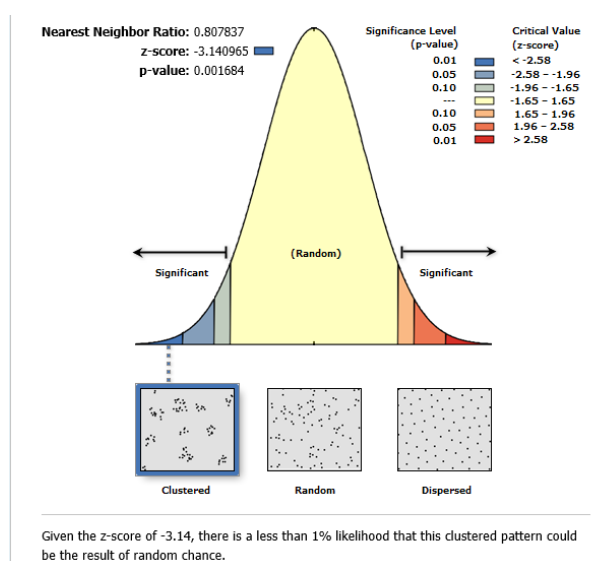 Nearest Neighbor Ratio: 0.807837
z-score: -3.140965
p-value: 0.001684
Significance Level
(p-value)
Critical Value
(z-score)
0.01 < -2.58
0.05 -2.58 – -1.96
0.10 -1.96 – -1.65
--- -1.65 – 1.65
0.10 1.65 – 1.96
0.05 1.96 – 2.58
0.01 > 2.58
(Random)
Significant
Significant
Clustered
Random
Dispersed
Given the z-score of -3.14, there is a less than 1% likelihood that this clustered pattern could
be the result of random chance.